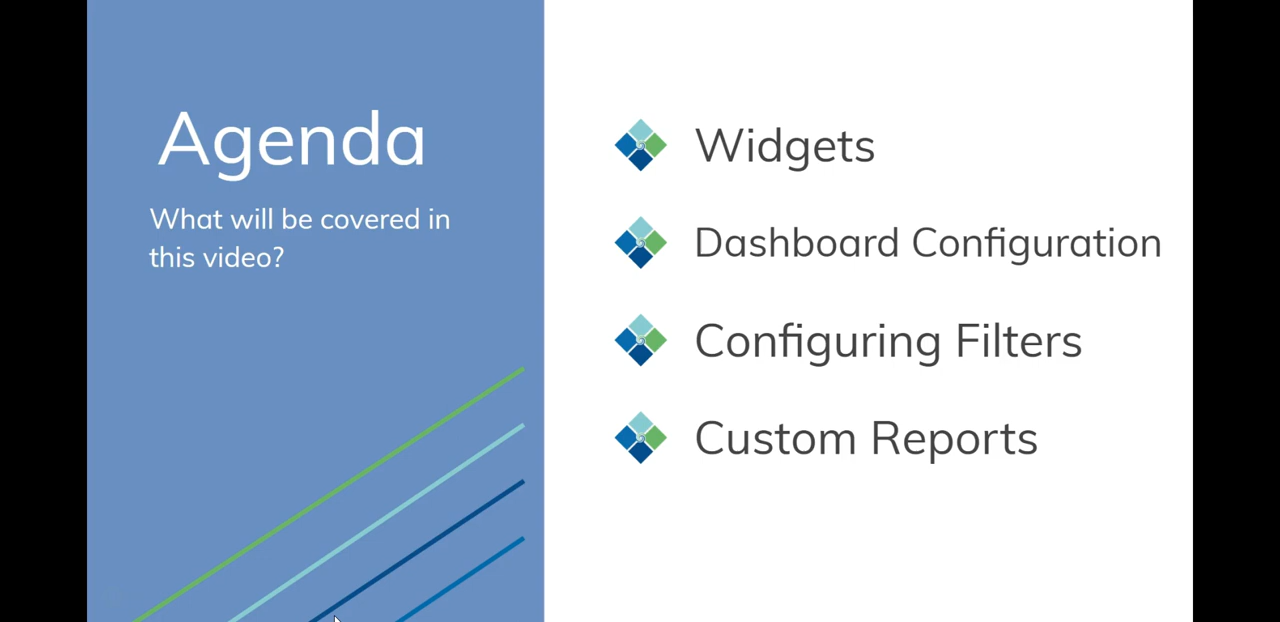 Agenda
What will be covered in
this video?
Widgets
Dashboard Configuration
Configuring Filters
Custom Reports